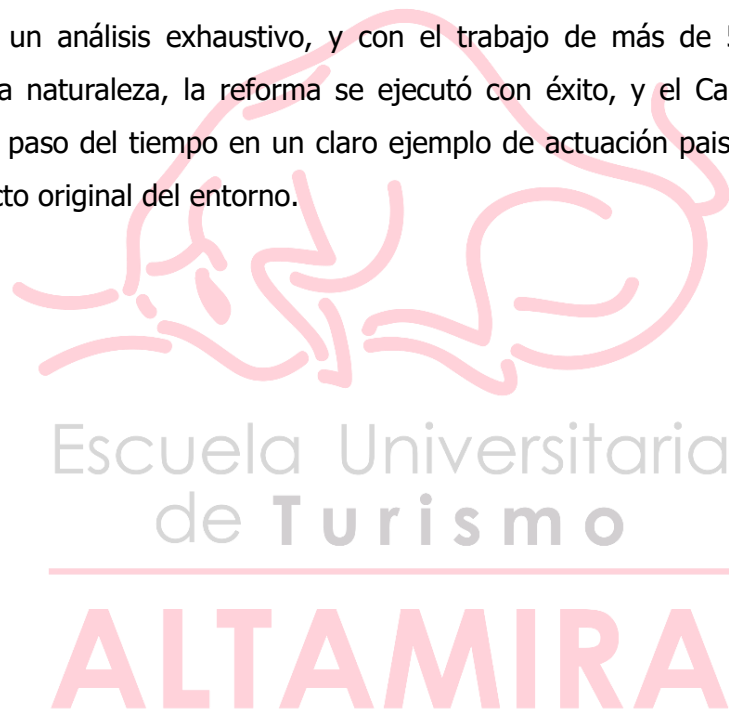 un análisis exhaustivo, y con el trabajo de más de 5
a naturaleza, la reforma se ejecutó con éxito, y el Ca
paso del tiempo en un claro ejemplo de actuación pais
cto original del entorno.
Escuela Universitaria
de Turismo
ALTAMIRA